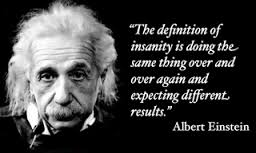 “The definition of
insanity is doing the
same thing over and
over again and
expecting different
results.”
Albert Einstein